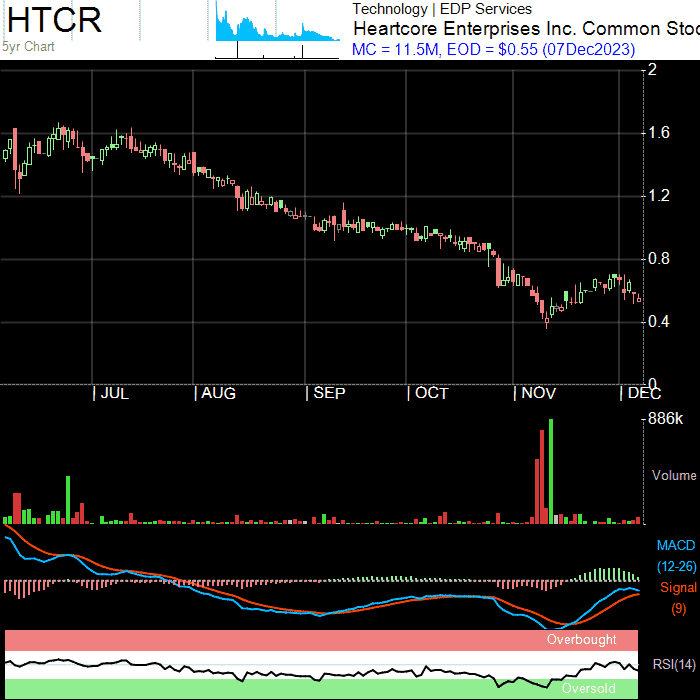 HTCR
5yr Chart
Technology | EDP Services
Heartcore Enterprises Inc. Common Stoc
MC = 11.5M, EOD = $0.55 (07Dec2023)
2
1.6
1.2
0.8
0.4
0
JUL AUG SEP OCT NOV DEC
886k
Volume
MACD
(12-26)
Signal
(9)
Overbought
RSI(14)
Oversold